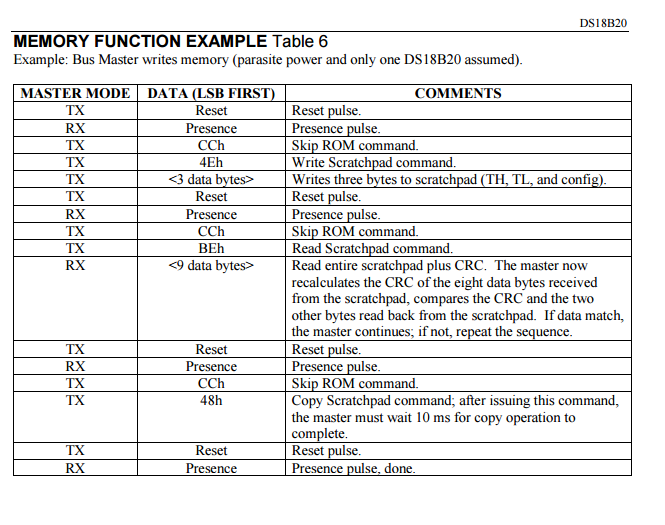 DS18B20
MEMORY FUNCTION EXAMPLE Table 6
Example: Bus Master writes memory (parasite power and only one DS18B20 assumed).
MASTER MODE DATA (LSB FIRST) COMMENTS
TX Reset Reset pulse.
RX Presence Presence pulse.
TX CCh Skip ROM command.
TX 4Eh Write Scratchpad command.
TX <3 data bytes> Writes three bytes to scratchpad (TH, TL, and config).
TX Reset Reset pulse.
RX Presence Presence pulse.
TX CCh Skip ROM command.
TX BEh Read Scratchpad command.
RX <9 data bytes> Read entire scratchpad plus CRC. The master now
recalculates the CRC of the eight data bytes received
from the scratchpad, compares the CRC and the two
other bytes read back from the scratchpad. If data match,
the master continues; if not, repeat the sequence.
TX Reset Reset pulse.
RX Presence Presence pulse.
TX CCh Skip ROM command.
TX 48h Copy Scratchpad command; after issuing this command,
the master must wait 10 ms for copy operation to
complete.
TX Reset Reset pulse.
RX Presence Presence pulse, done.